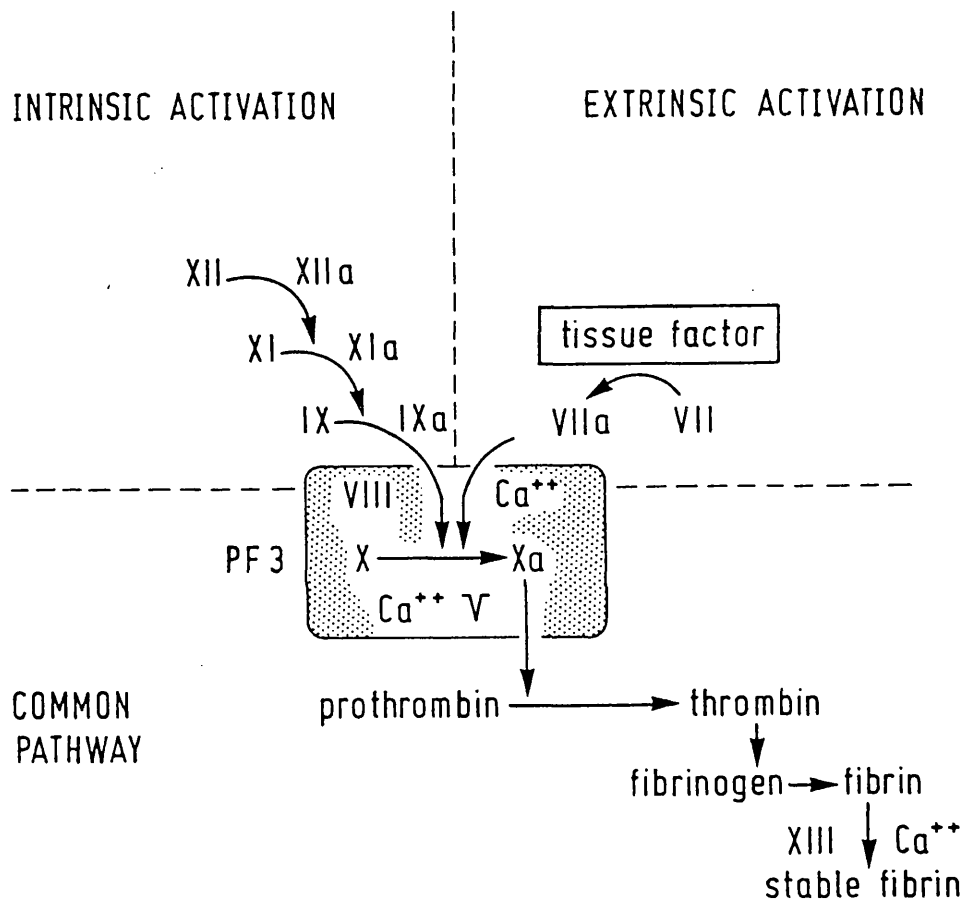 INTRINSIC ACTIVATION
EXTRINSIC ACTIVATION
XII XIIa
XI XIa
tissue factor
IX IXa
VIIa VII
VIII Ca⁺⁺
PF3
X Xa
Ca⁺⁺ V
COMMON
PATHWAY
prothrombin thrombin
fibrinogen fibrin
XIII Ca⁺⁺
stable fibrin